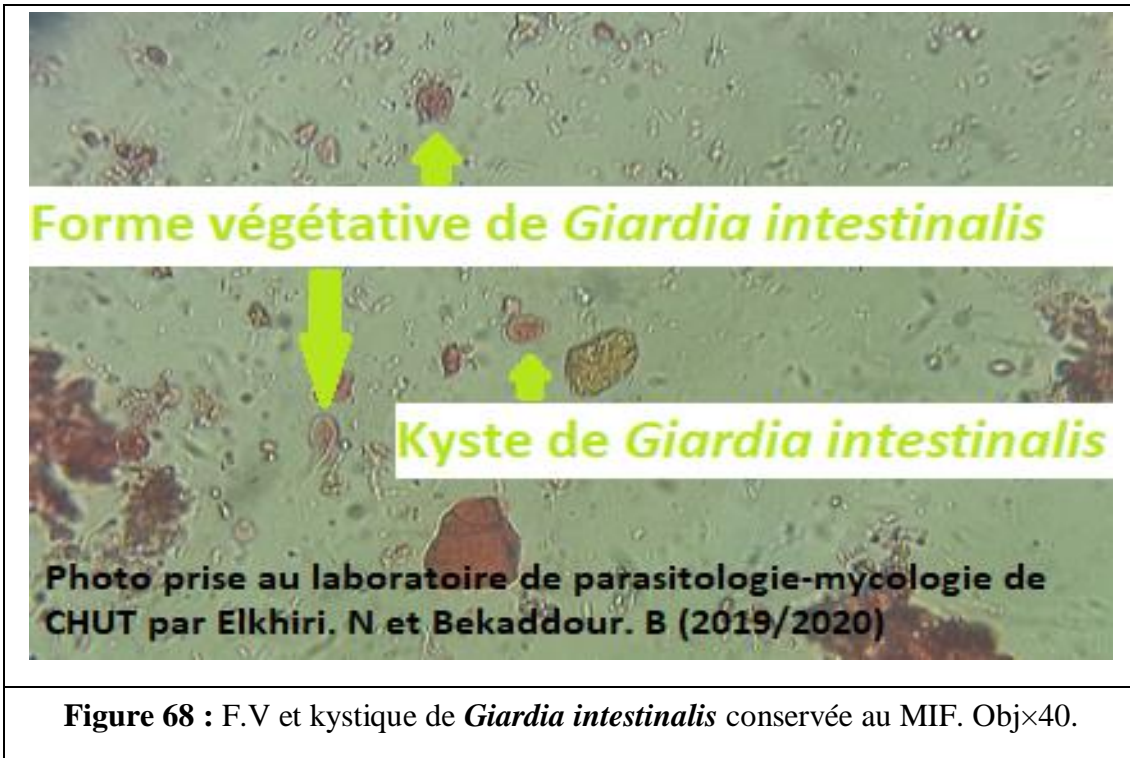 Forme végétative de Giardia intestinalis
Kyste de Giardia intestinalis
Photo prise au laboratoire de parasitologie-mycologie de
CHUT par Elkhiri. N et Bekaddour. B (2019/2020)
Figure 68 : F.V et kystique de Giardia intestinalis conservée au MIF. Obj×40.